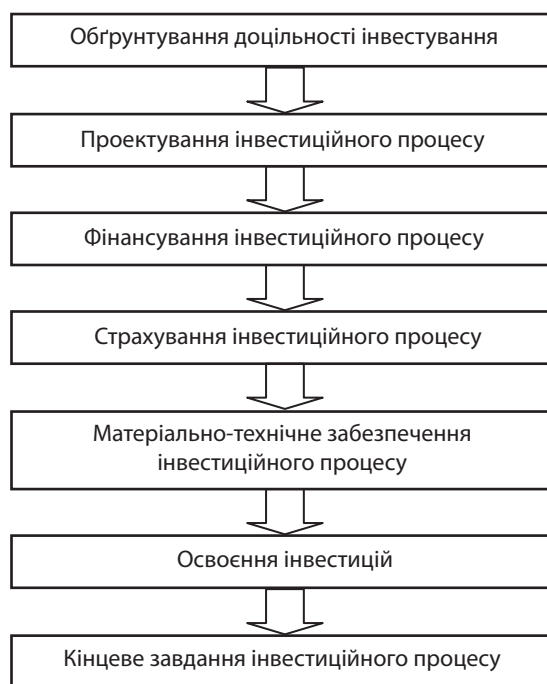 Обґрунтування доцільності інвестування
Проектування інвестиційного процесу
Фінансування інвестиційного процесу
Страхування інвестиційного процесу
Матеріально-технічне забезпечення
інвестиційного процесу
Освоєння інвестицій
Кінцеве завдання інвестиційного процесу